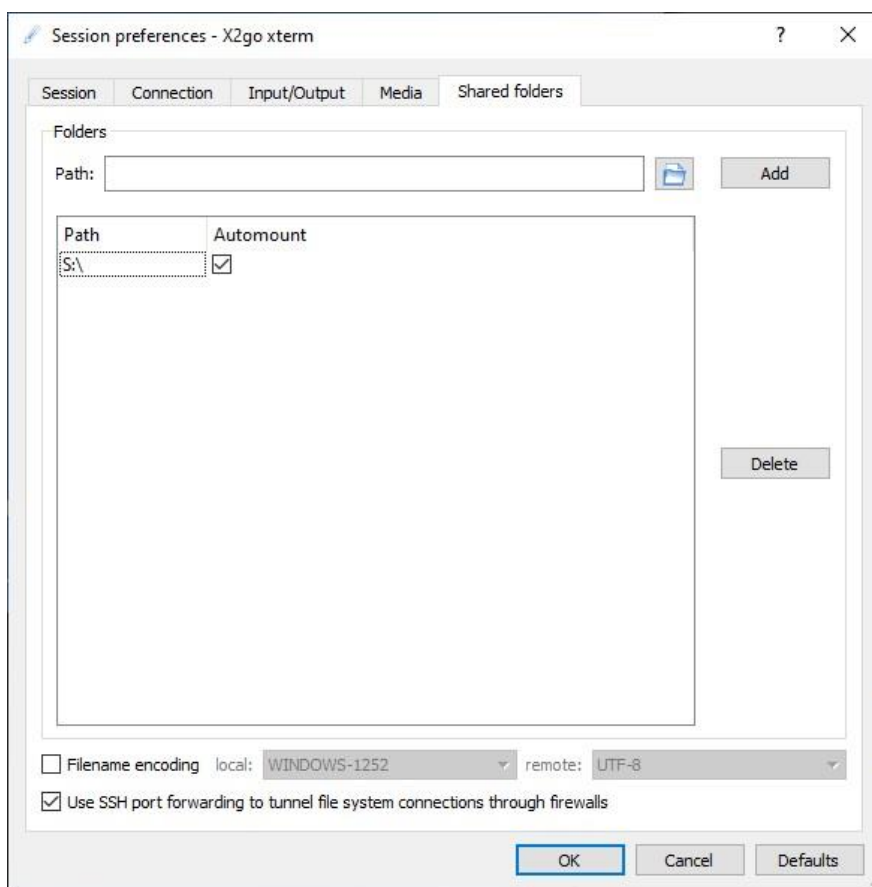 Session preferences - X2go xterm
Session Connection Input/Output Media Shared folders
Folders
Path: Add
Path Automount
S:\
Delete
Filename encoding local: WINDOWS-1252 remote: UTF-8
Use SSH port forwarding to tunnel file system connections through firewalls
OK Cancel Defaults